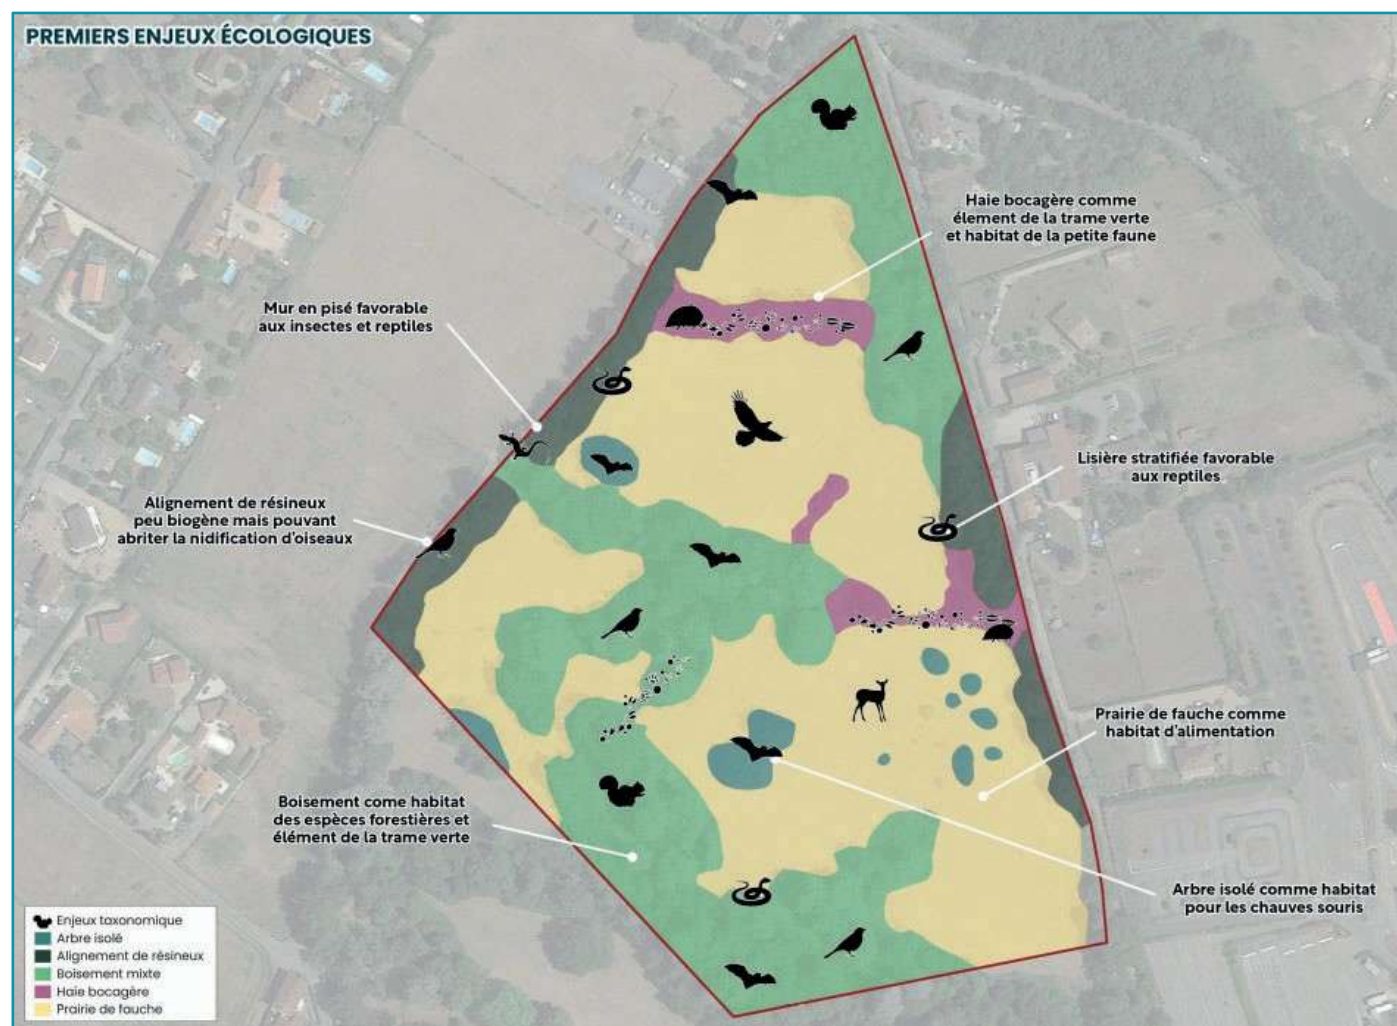 PREMIERS ENJEUX ÉCOLOGIQUES
Haie bocagère comme
élement de la trame verte
et habitat de la petite faune
Mur en pisé favorable
aux insectes et reptiles
Lisière stratifiée favorable
aux reptiles
Alignement de résineux
peu biogène mais pouvant
abriter la nidification d'oiseaux
Prairie de fauche comme
habitat d'alimentation
Boisement come habitat
des espèces forestières et
élément de la trame verte
Arbre isolé comme habitat
pour les chauves souris
Enjeux taxonomique
Arbre isolé
Alignement de résineux
Boisement mixte
Haie bocagère
Prairie de fauche